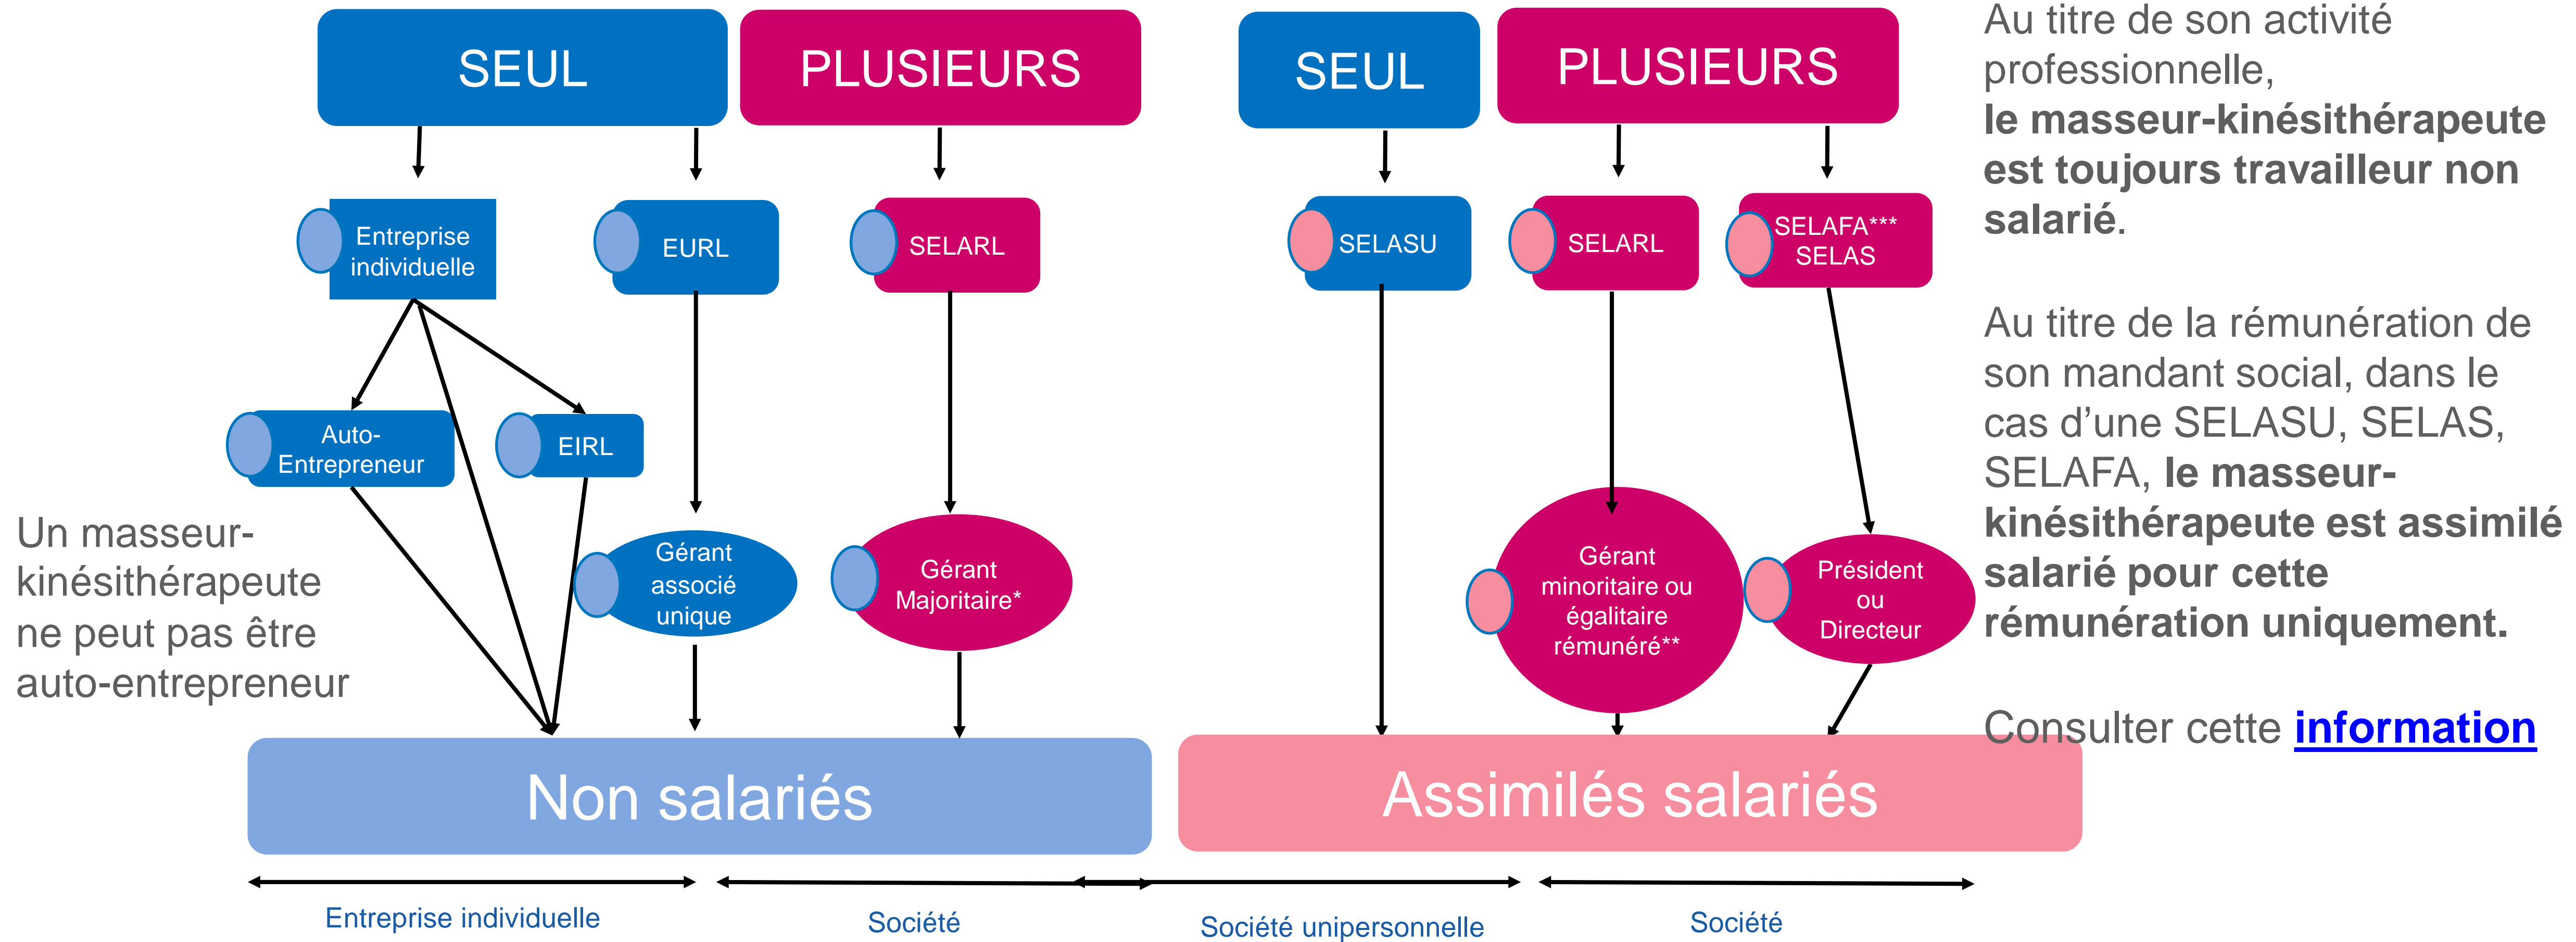 SEUL
PLUSIEURS
SEUL
PLUSIEURS
Entreprise
individuelle
EURL
SELARL
SELASU
SELARL
SELAFA***
SELAS
Auto-
Entrepreneur
EIRL
Un masseur-
kinésithérapeute
ne peut pas être
auto-entrepreneur
Gérant
associé
unique
Gérant
Majoritaire*
Gérant
minoritaire ou
égalitaire
rémunéré**
Président
ou
Directeur
Non salariés
Assimilés salariés
Entreprise individuelle
Société
Société unipersonnelle
Société
Au titre de son activité
professionnelle,
le masseur-kinésithérapeute
est toujours travailleur non
salarié.
Au titre de la rémunération de
son mandant social, dans le
cas d’une SELASU, SELAS,
SELAFA, le masseur-
kinésithérapeute est assimilé
salarié pour cette
rémunération uniquement.
Consulter cette information